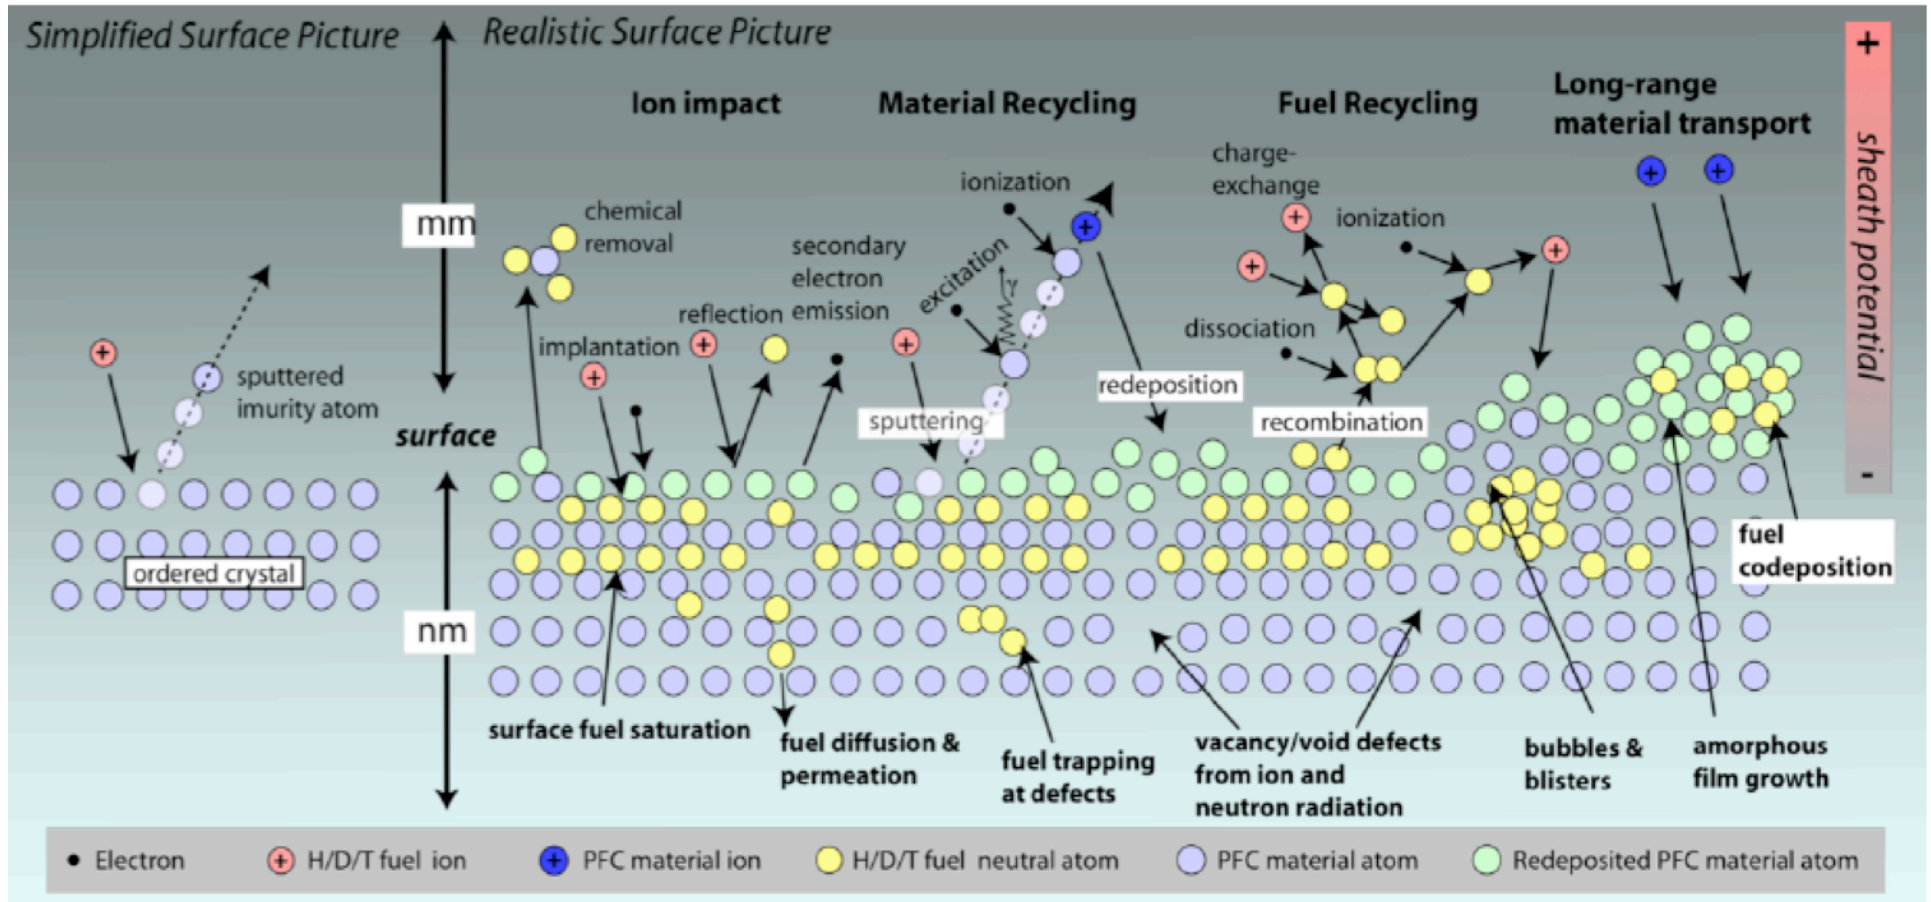 Simplified Surface Picture
Realistic Surface Picture
Ion impact
Material Recycling
Fuel Recycling
Long-range
material transport
+
sheath potential
-
mm
surface
nm
+
sputtered
imurity atom
ordered crystal
chemical
removal
implantation
+
reflection
+
secondary
electron
emission
+
excitation
γ
ionization
+
sputtering
redeposition
charge-
exchange
+
+
ionization
+
dissociation
recombination
+
+
fuel
codeposition
surface fuel saturation
fuel diffusion &
permeation
fuel trapping
at defects
vacancy/void defects
from ion and
neutron radiation
bubbles &
blisters
amorphous
film growth
Electron
+ H/D/T fuel ion
+ PFC material ion
H/D/T fuel neutral atom
PFC material atom
Redeposited PFC material atom